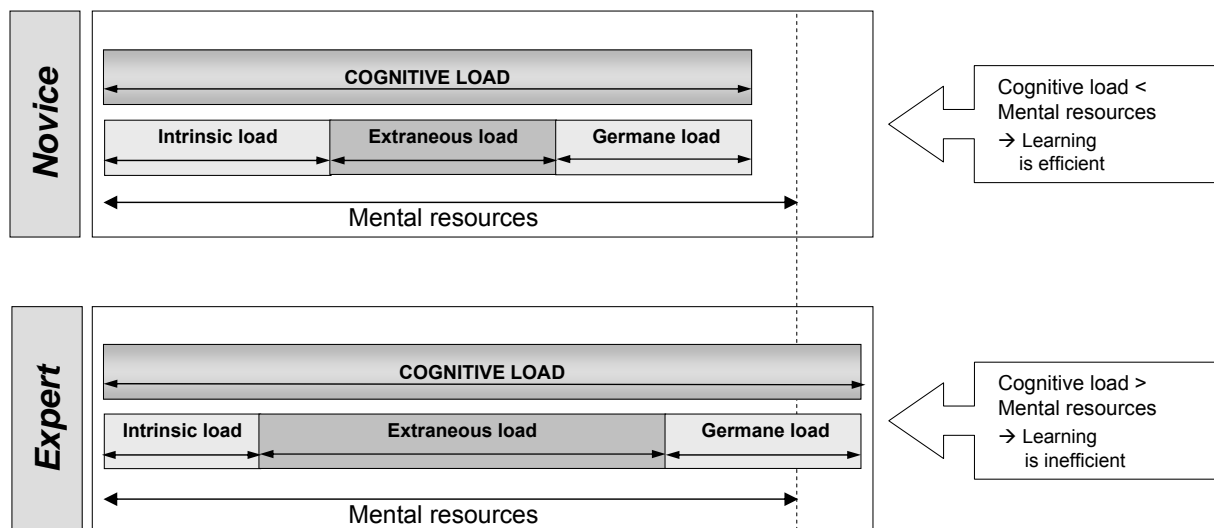 Novice
COGNITIVE LOAD
Intrinsic load
Extraneous load
Germane load
Mental resources
Cognitive load <
Mental resources
→ Learning
is efficient
Expert
COGNITIVE LOAD
Intrinsic load
Extraneous load
Germane load
Mental resources
Cognitive load >
Mental resources
→ Learning
is inefficient